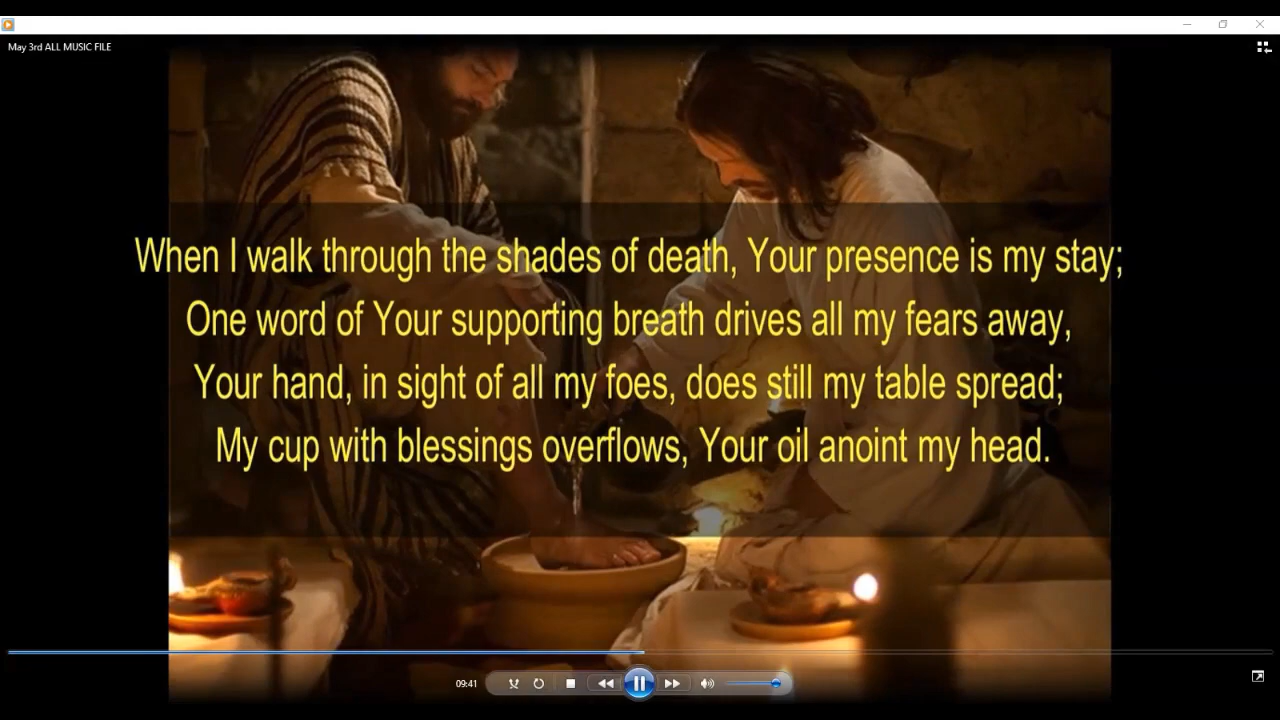 May 3rd ALL MUSIC FILE
When I walk through the shades of death, Your presence is my stay;
One word of Your supporting breath drives all my fears away,
Your hand, in sight of all my foes, does still my table spread;
My cup with blessings overflows, Your oil anoint my head.
09:41